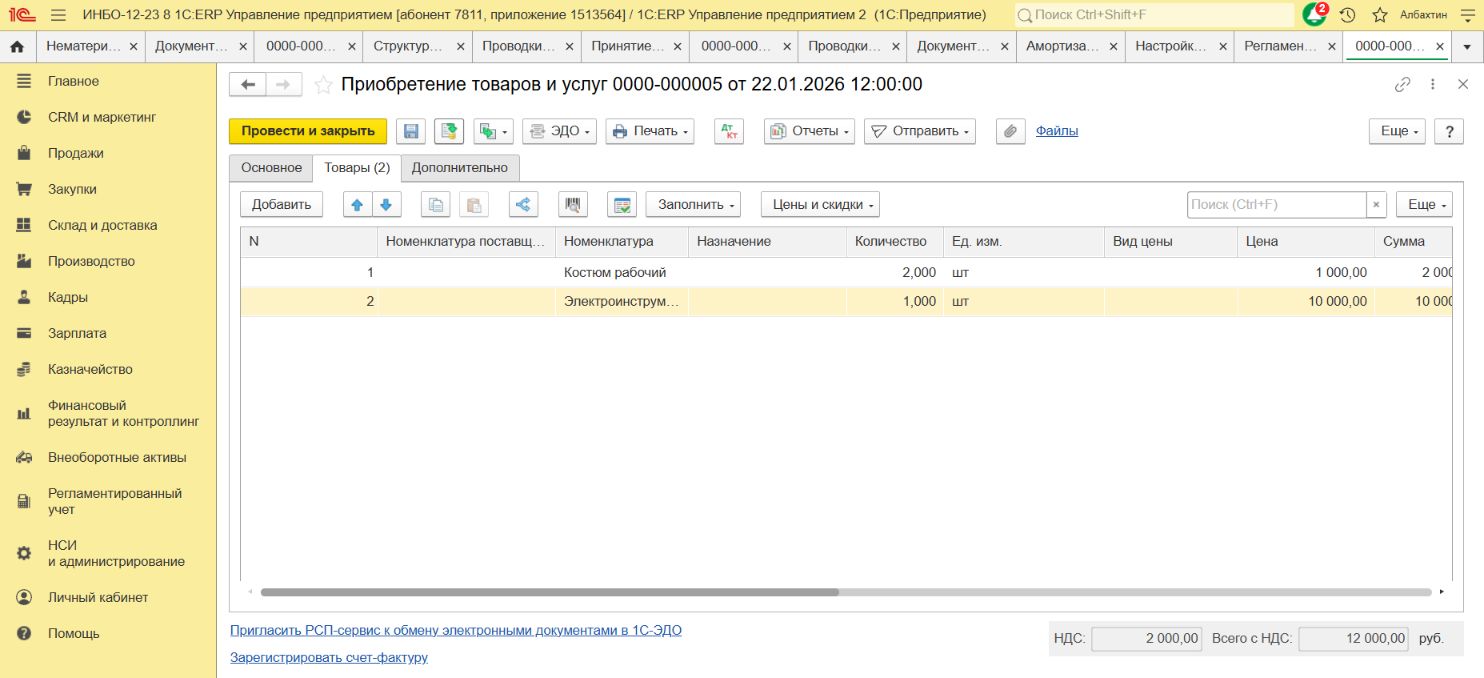 1С ИНБО-12-23 8 1С:ERP Управление предприятием [абонент 7811, приложение 1513564] / 1С:ERP Управление предприятием 2 (1С:Предприятие) Поиск Ctrl+Shift+F 2 Албахтин
Нематери... × Документ... × 0000-000... × Структур... × Проводки... × Принятие... × 0000-000... × Проводки... × Документ... × Амортиза... × Настройк... × Регламен... × 0000-000... ×
Главное
CRM и маркетинг
Продажи
Закупки
Склад и доставка
Производство
Кадры
Зарплата
Казначейство
Финансовый
результат и контроллинг
Внеоборотные активы
Регламентированный
учет
НСИ
и администрирование
Личный кабинет
Помощь
Приобретение товаров и услуг 0000-000005 от 22.01.2026 12:00:00
Провести и закрыть ЭДО Печать Дт Кт Отчеты Отправить Файлы Еще ?
Основное Товары (2) Дополнительно
Добавить Заполнить Цены и скидки Поиск (Ctrl+F) × Еще
N Номенклатура поставщ... Номенклатура Назначение Количество Ед. изм. Вид цены Цена Сумма
1 Костюм рабочий 2,000 шт 1 000,00 2 000
2 Электроинструм... 1,000 шт 10 000,00 10 000
Пригласить РСП-сервис к обмену электронными документами в 1С-ЭДО
Зарегистрировать счет-фактуру
НДС: 2 000,00 Всего с НДС: 12 000,00 руб.